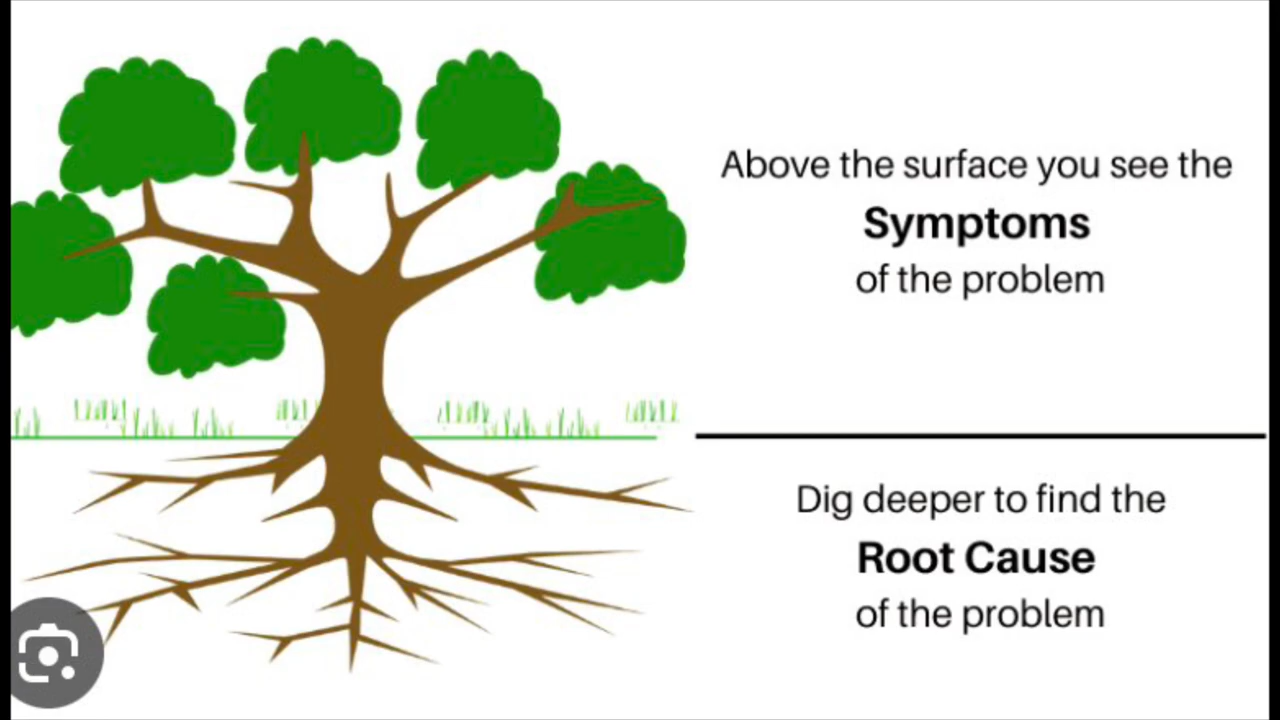 Above the surface you see the
Symptoms
of the problem
Dig deeper to find the
Root Cause
of the problem